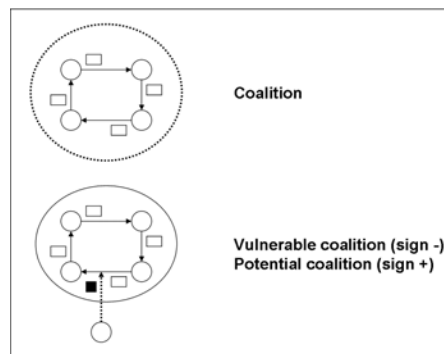 Coalition
Vulnerable coalition (sign -)
Potential coalition (sign +)